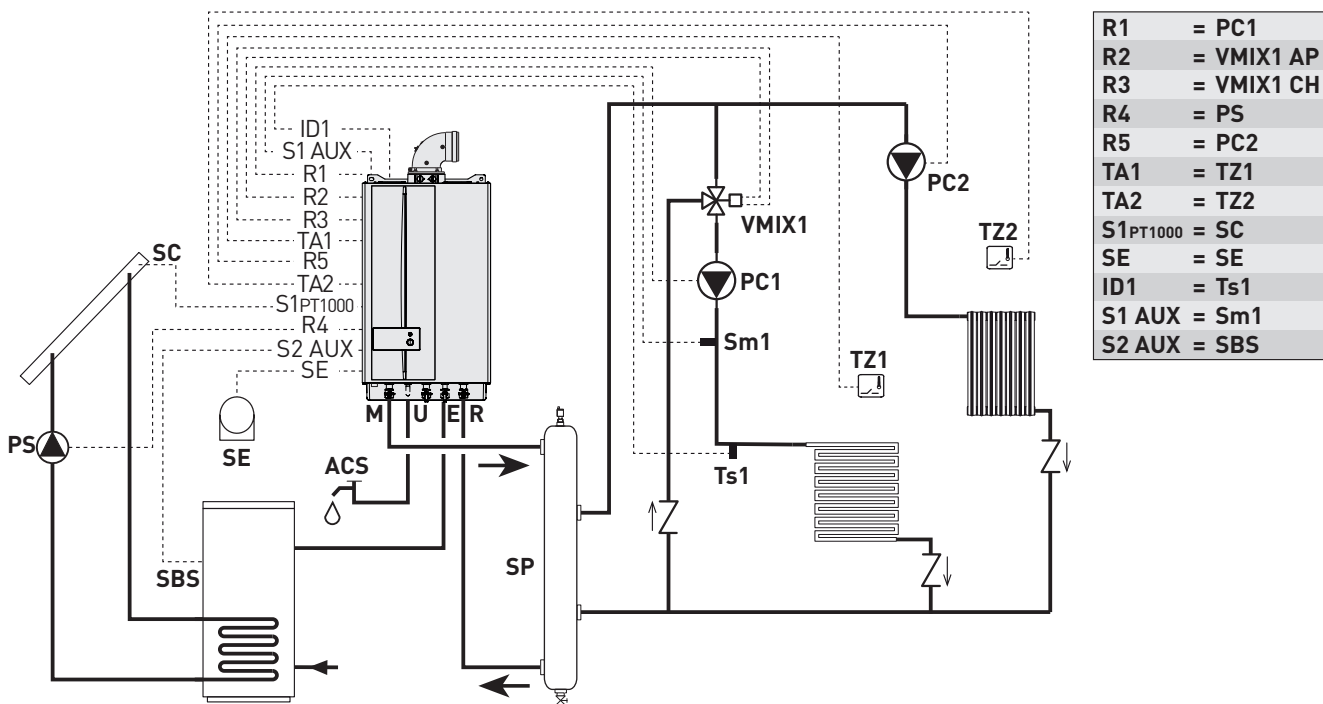 ID1
S1 AUX
R1
R2
R3
TA1
R5
TA2
S1PT1000
R4
S2 AUX
SE
SC
PS
SE
M U E R
ACS
SBS
SP
VMIX1
PC1
Sm1
Ts1
TZ1
PC2
TZ2
R1 = PC1
R2 = VMIX1 AP
R3 = VMIX1 CH
R4 = PS
R5 = PC2
TA1 = TZ1
TA2 = TZ2
S1PT1000 = SC
SE = SE
ID1 = Ts1
S1 AUX = Sm1
S2 AUX = SBS